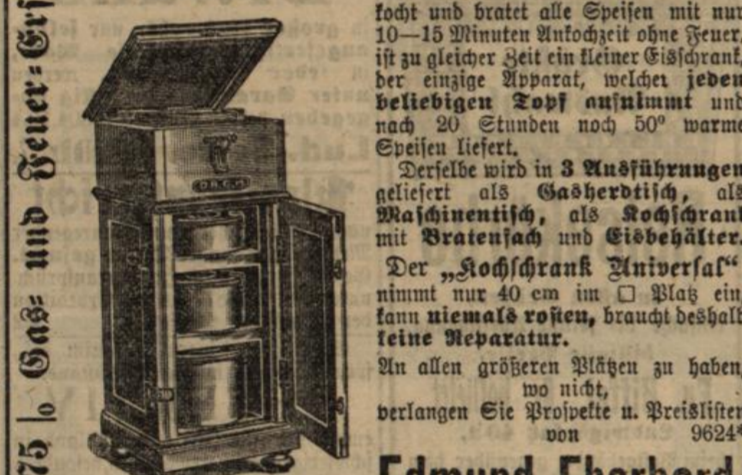 75 % Gas= und Feuer=Ers
D.R.G.M.
kocht und bratet alle Speisen mit nur
10—15 Minuten Ankochzeit ohne Feuer,
ist zu gleicher Zeit ein kleiner Eisschrank,
der einzige Apparat, welcher jeden
beliebigen Topf aufnimmt und
nach 20 Stunden noch 50° warme
Speisen liefert.
Derselbe wird in 3 Ausführungen
geliefert als Gasherdtisch, als
Maschinentisch, als Kochschrank
mit Bratenfach und Eisbehälter.
Der „Kochschrank Universal“
nimmt nur 40 cm im □ Platz ein,
kann niemals rosten, braucht deshalb
keine Reparatur.
An allen größeren Plätzen zu haben,
wo nicht,
verlangen Sie Prospekte u. Preislisten
von 9624*
Edmund Eberhard